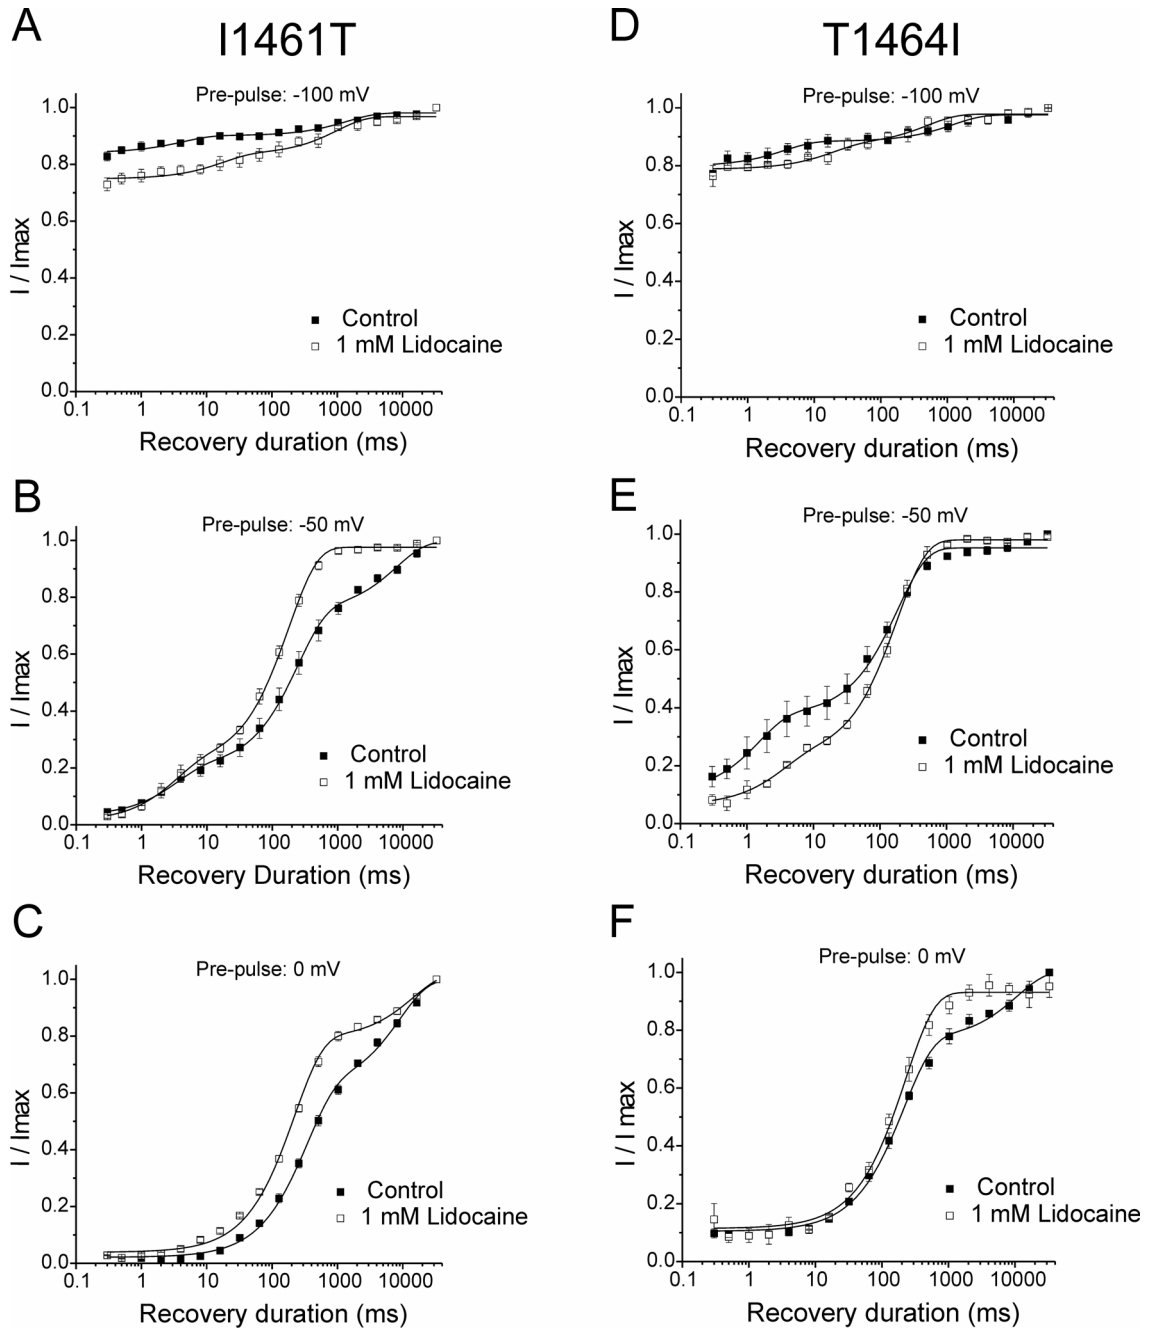 A
I1461T
Pre-pulse: -100 mV
1.0
0.8
0.6
0.4
0.2
0.0
I / Imax
Control
1 mM Lidocaine
0.1 1 10 100 1000 10000
Recovery duration (ms)
D
T1464I
Pre-pulse: -100 mV
1.0
0.8
0.6
0.4
0.2
0.0
I / Imax
Control
1 mM Lidocaine
0.1 1 10 100 1000 10000
Recovery duration (ms)
B
Pre-pulse: -50 mV
1.0
0.8
0.6
0.4
0.2
0.0
I / Imax
Control
1 mM Lidocaine
0.1 1 10 100 1000 10000
Recovery Duration (ms)
E
Pre-pulse: -50 mV
1.0
0.8
0.6
0.4
0.2
0.0
I / Imax
Control
1 mM Lidocaine
0.1 1 10 100 1000 10000
Recovery duration (ms)
C
Pre-pulse: 0 mV
1.0
0.8
0.6
0.4
0.2
0.0
I / Imax
Control
1 mM Lidocaine
0.1 1 10 100 1000 10000
Recovery duration (ms)
F
Pre-pulse: 0 mV
1.0
0.8
0.6
0.4
0.2
0.0
I / I max
Control
1 mM Lidocaine
0.1 1 10 100 1000 10000
Recovery duration (ms)